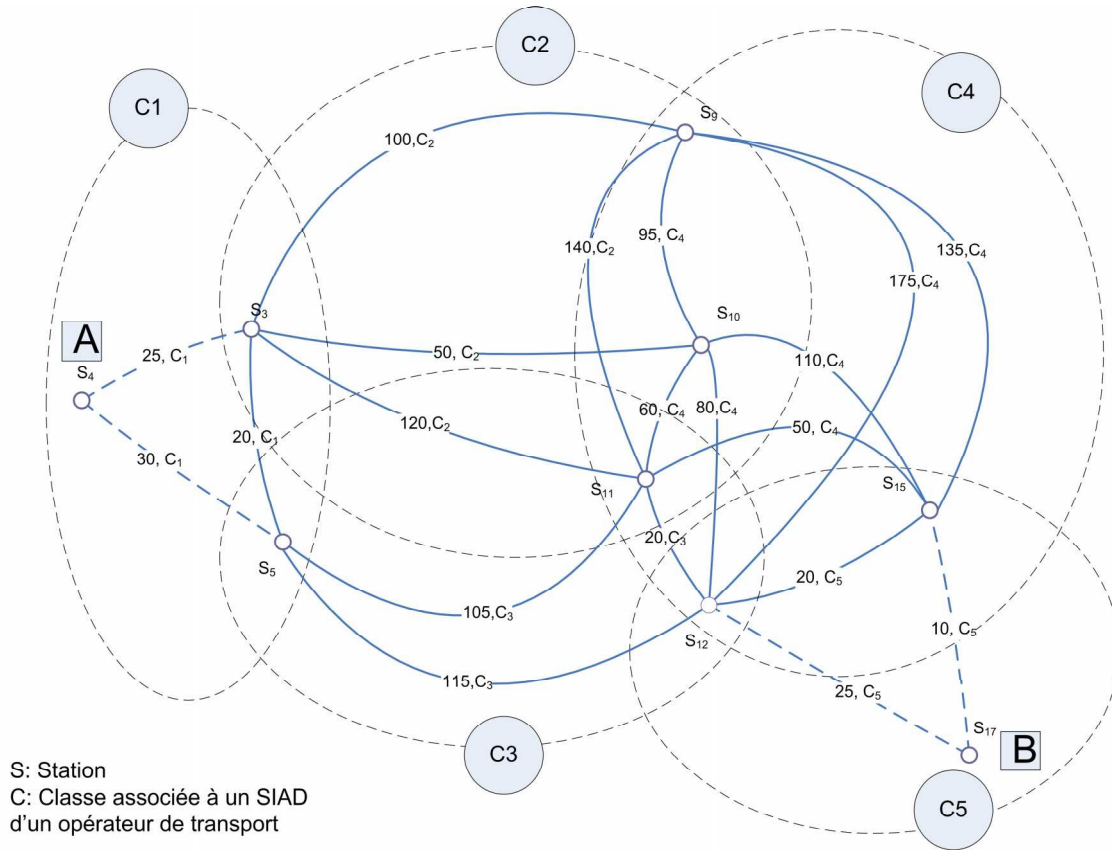 C2
C4
C1
S9
100,C2
140,C2
95, C4
135,C4
175,C4
S3
S10
A
25, C1
S4
50, C2
110,C4
60, C4
80,C4
120,C2
50, C4
20, C1
30, C1
S11
S15
20,C3
S5
20, C5
105,C3
S12
10, C5
115,C3
25, C5
S17
B
C3
C5
S: Station
C: Classe associée à un SIAD
d'un opérateur de transport